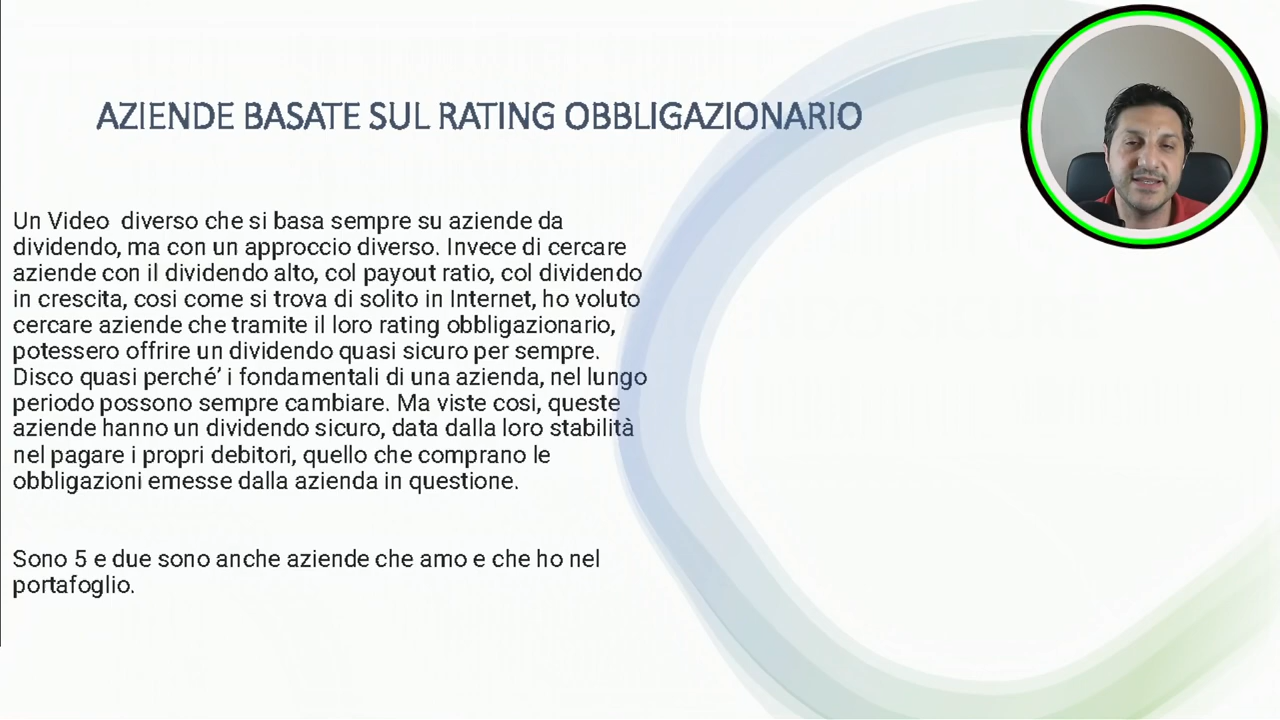 AZIENDE BASATE SUL RATING OBBLIGAZIONARIO
Un Video  diverso che si basa sempre su aziende da
dividendo, ma con un approccio diverso. Invece di cercare
aziende con il dividendo alto, col payout ratio, col dividendo
in crescita, cosi come si trova di solito in Internet, ho voluto
cercare aziende che tramite il loro rating obbligazionario,
potessero offrire un dividendo quasi sicuro per sempre.
Disco quasi perché’ i fondamentali di una azienda, nel lungo
periodo possono sempre cambiare. Ma viste cosi, queste
aziende hanno un dividendo sicuro, data dalla loro stabilità
nel pagare i propri debitori, quello che comprano le
obbligazioni emesse dalla azienda in questione.
Sono 5 e due sono anche aziende che amo e che ho nel
portafoglio.